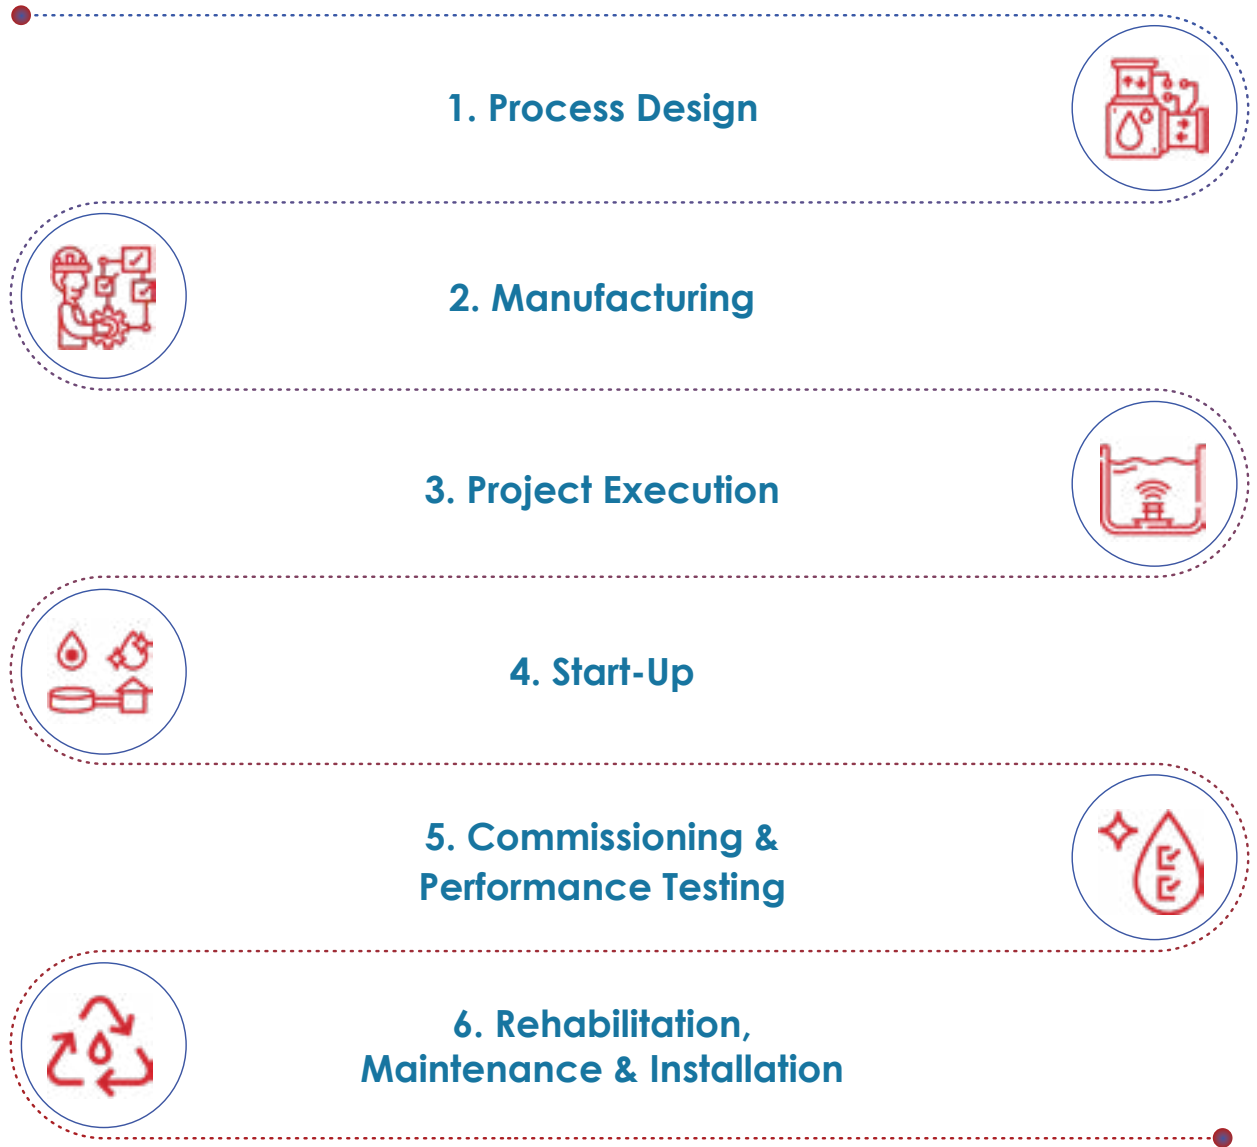 1. Process Design
2. Manufacturing
3. Project Execution
4. Start-Up
5. Commissioning &
Performance Testing
6. Rehabilitation,
Maintenance & Installation